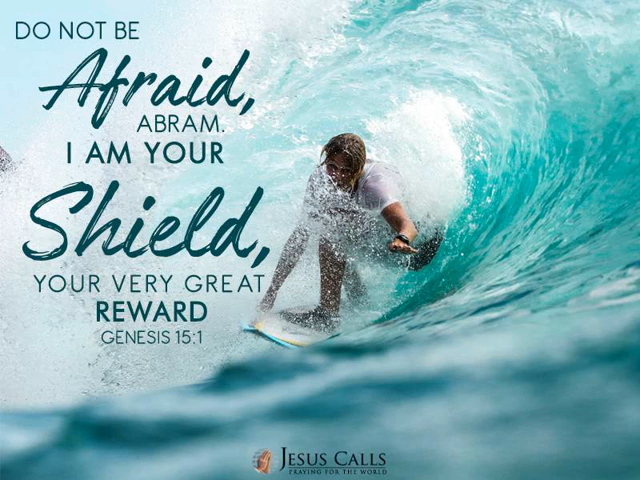 DO NOT BE
Afraid,
ABRAM.
I AM YOUR
Shield,
YOUR VERY GREAT
REWARD
GENESIS 15:1
JESUS CALLS
PRAYING FOR THE WORLD